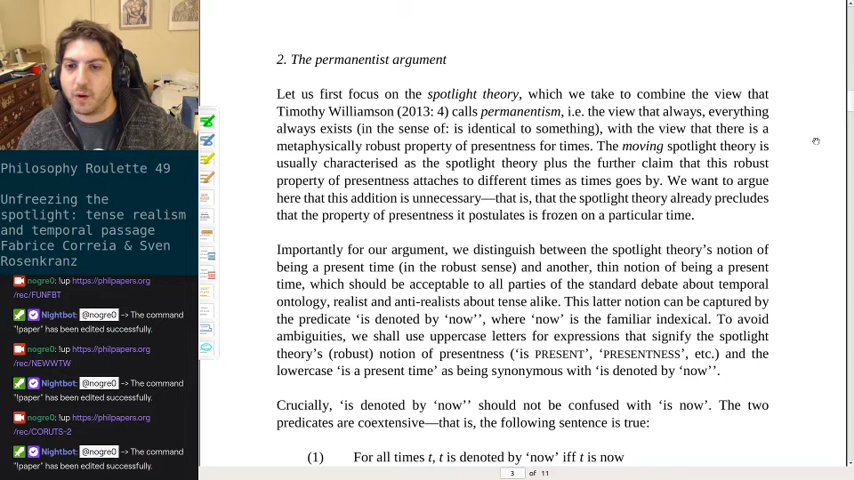 2. The permanentist argument
Let us first focus on the spotlight theory, which we take to combine the view that
Timothy Williamson (2013: 4) calls permanentism, i.e. the view that always, everything
always exists (in the sense of: is identical to something), with the view that there is a
metaphysically robust property of presentness for times. The moving spotlight theory is
usually characterised as the spotlight theory plus the further claim that this robust
property of presentness attaches to different times as times goes by. We want to argue
here that this addition is unnecessary—that is, that the spotlight theory already precludes
that the property of presentness it postulates is frozen on a particular time.
Importantly for our argument, we distinguish between the spotlight theory's notion of
being a present time (in the robust sense) and another, thin notion of being a present
time, which should be acceptable to all parties of the standard debate about temporal
ontology, realist and anti-realists about tense alike. This latter notion can be captured by
the predicate ‘is denoted by ‘now’’, where ‘now’ is the familiar indexical. To avoid
ambiguities, we shall use uppercase letters for expressions that signify the spotlight
theory's (robust) notion of presentness (‘is PRESENT’, ‘PRESENTNESS’, etc.) and the
lowercase ‘is a present time’ as being synonymous with ‘is denoted by ‘now’’.
Crucially, ‘is denoted by ‘now’’ should not be confused with ‘is now’. The two
predicates are coextensive—that is, the following sentence is true:
(1) For all times t, t is denoted by ‘now’ iff t is now
3 of 11
Philosophy Roulette 49
Unfreezing the
spotlight: tense realism
and temporal passage
Fabrice Correia & Sven
Rosenkranz
nogre0: !up https://philpapers.org
/rec/FUNFBT
Nightbot: @nogre0 -> The command
"!paper" has been edited successfully.
nogre0: !up https://philpapers.org
/rec/NEWWTW
Nightbot: @nogre0 -> The command
"!paper" has been edited successfully.
nogre0: !up https://philpapers.org
/rec/CORUTS-2
Nightbot: @nogre0 -> The command
"!paper" has been edited successfully.